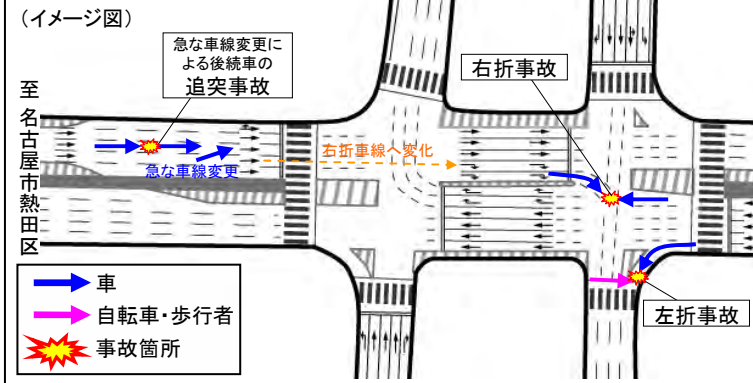 (イメージ図)
急な車線変更に
よる後続車の
追突事故
右折事故
至 名古屋市熱田区
右折車線へ変化
急な車線変更
車
自転車・歩行者
事故箇所
左折事故